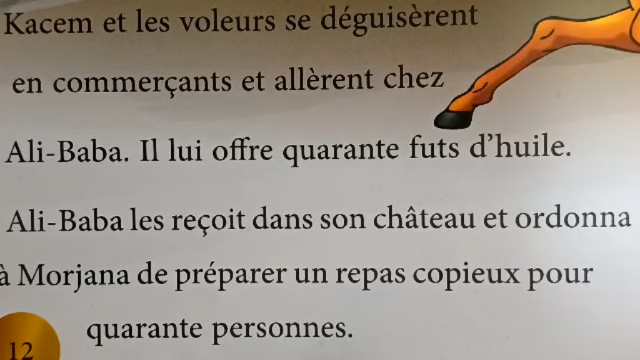 Kacem et les voleurs se déguisèrent
en commerçants et allèrent chez
Ali-Baba. Il lui offre quarante futs d'huile.
Ali-Baba les reçoit dans son château et ordonna
à Morjana de préparer un repas copieux pour
quarante personnes.
12